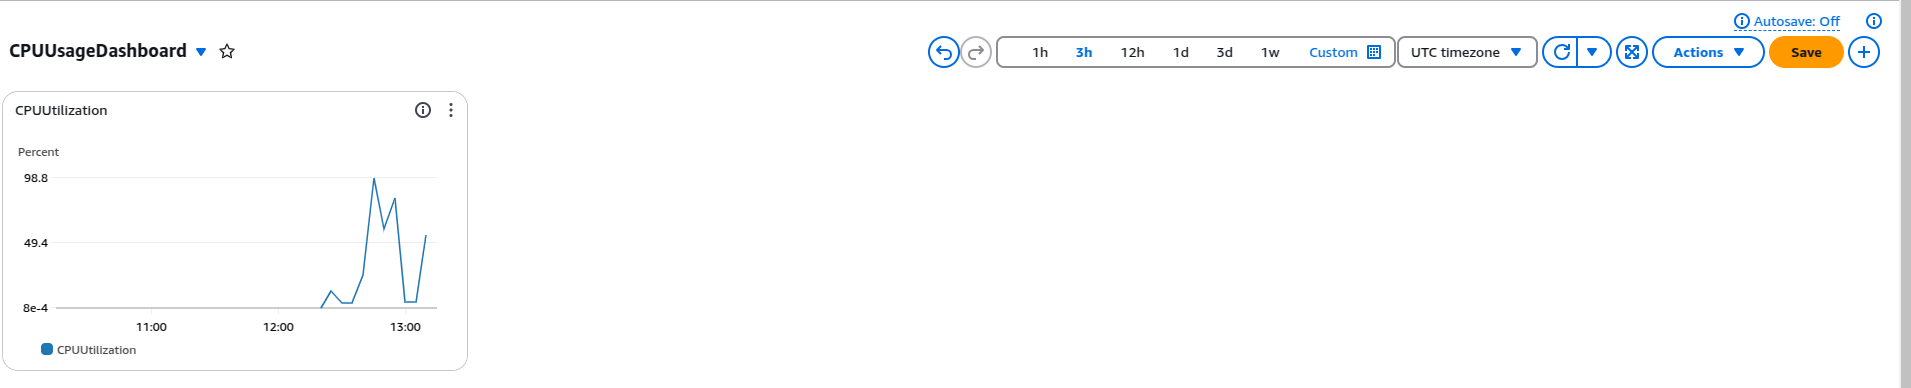 Autosave: Off
CPUUsageDashboard
1h 3h 12h 1d 3d 1w Custom UTC timezone Actions Save
CPUUtilization
Percent
98.8
49.4
8e-4
11:00 12:00 13:00
CPUUtilization